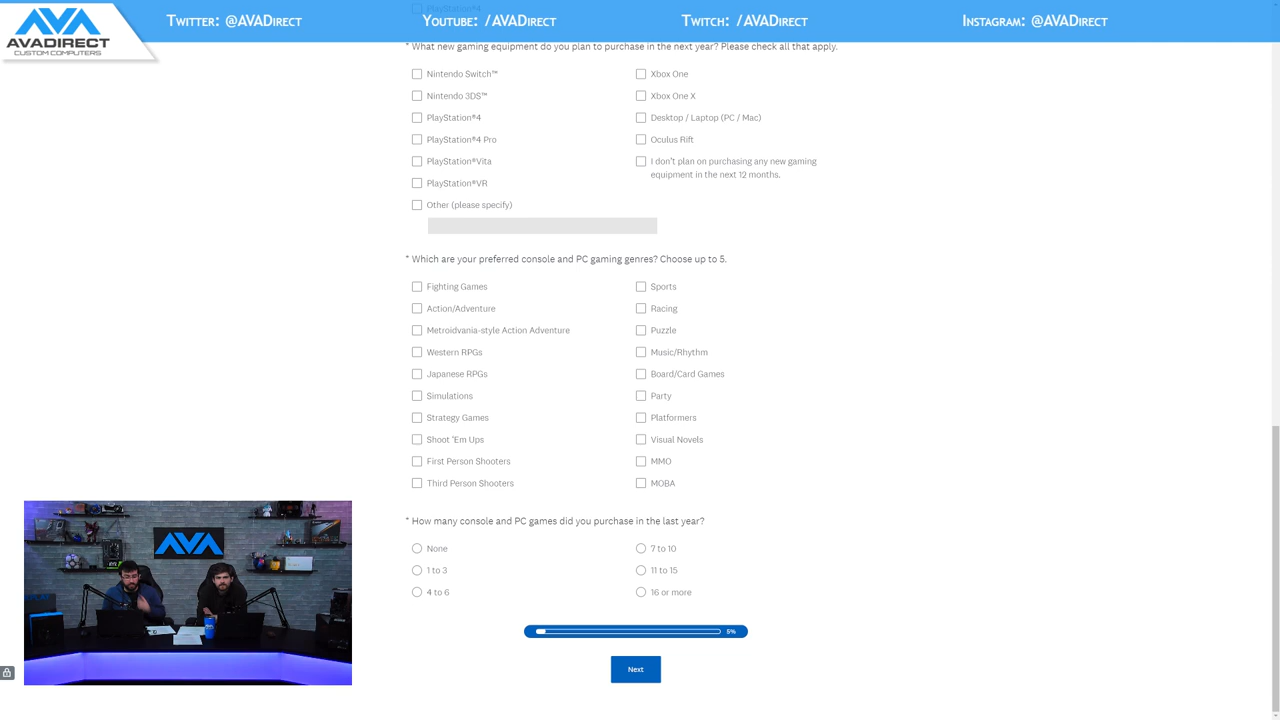 TWITTER: @AVADIRECT
YOUTUBE: /AVADIRECT
TWITCH: /AVADIRECT
INSTAGRAM: @AVADIRECT
AVADIRECT
CUSTOM COMPUTERS
PlayStation®4
* What new gaming equipment do you plan to purchase in the next year? Please check all that apply.
Nintendo Switch™
Xbox One
Nintendo 3DS™
Xbox One X
PlayStation®4
Desktop / Laptop (PC / Mac)
PlayStation®4 Pro
Oculus Rift
PlayStation®Vita
I don't plan on purchasing any new gaming
equipment in the next 12 months.
PlayStation®VR
Other (please specify)
* Which are your preferred console and PC gaming genres? Choose up to 5.
Fighting Games
Sports
Action/Adventure
Racing
Metroidvania-style Action Adventure
Puzzle
Western RPGs
Music/Rhythm
Japanese RPGs
Board/Card Games
Simulations
Party
Strategy Games
Platformers
Shoot 'Em Ups
Visual Novels
First Person Shooters
MMO
Third Person Shooters
MOBA
* How many console and PC games did you purchase in the last year?
None
7 to 10
1 to 3
11 to 15
4 to 6
16 or more
5%
Next